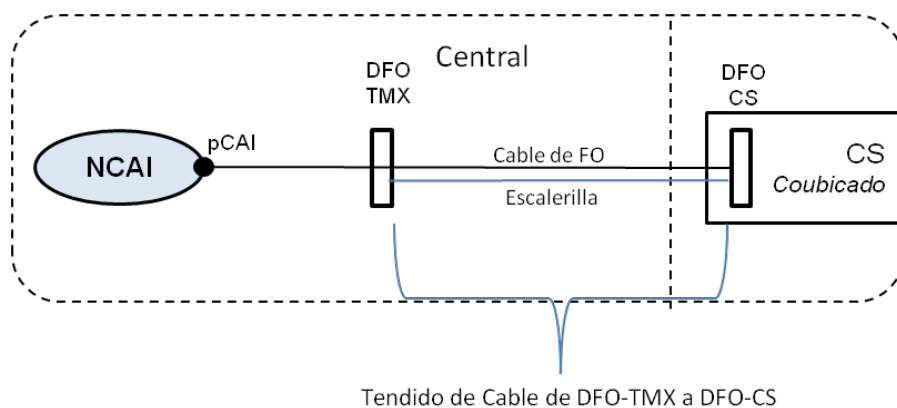 Central
DFO
TMX
DFO
CS
pCAI
NCAI
Cable de FO
Escalerilla
CS
Coubicado
Tendido de Cable de DFO-TMX a DFO-CS